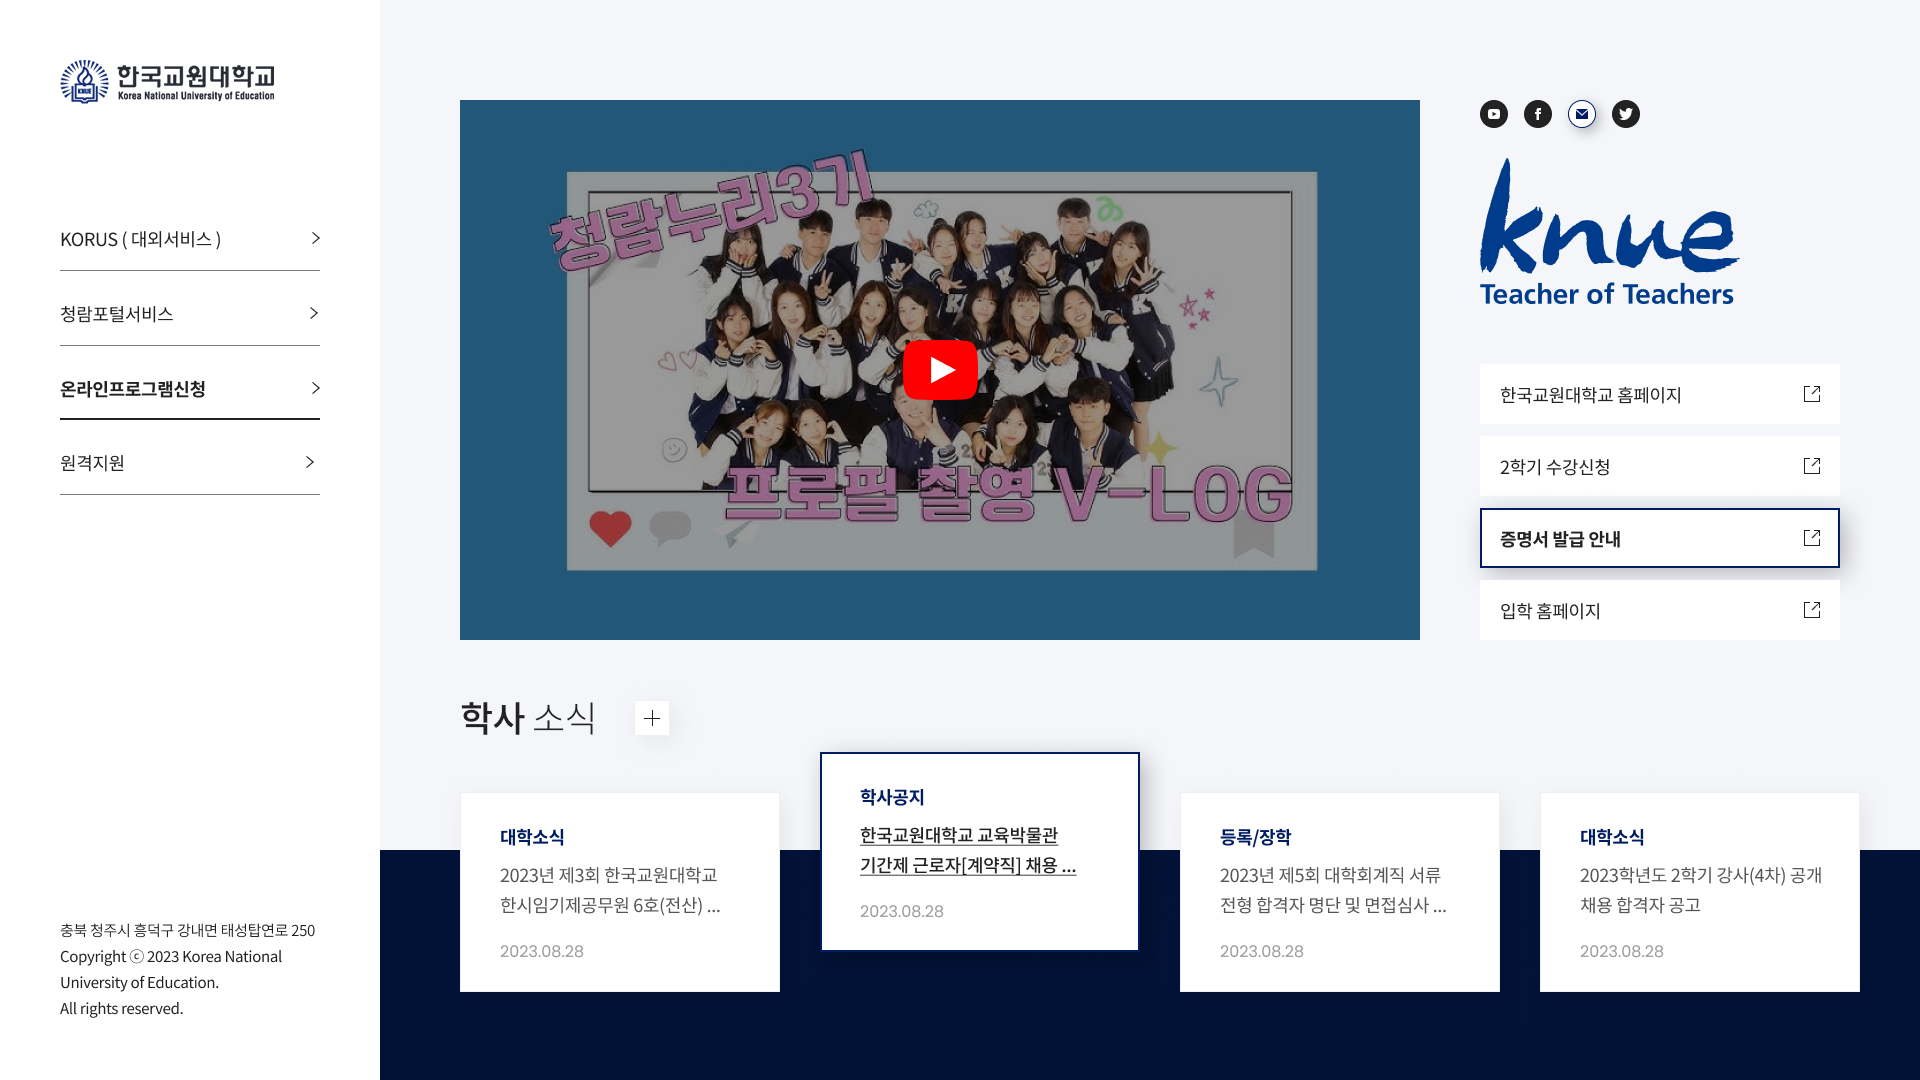 한국교원대학교
Korea National University of Education
KNUE
KORUS ( 대외서비스 )
청람포털서비스
온라인프로그램신청
원격지원
충북 청주시 흥덕구 강내면 태성탑연로 250
Copyright ⓒ 2023 Korea National
University of Education.
All rights reserved.
청람누리3기
프로필 촬영 V-LOG
knue
Teacher of Teachers
한국교원대학교 홈페이지
2학기 수강신청
증명서 발급 안내
입학 홈페이지
학사 소식
대학소식
2023년 제3회 한국교원대학교
한시임기제공무원 6호(전산) ...
2023.08.28
학사공지
한국교원대학교 교육박물관
기간제 근로자[계약직] 채용 ...
2023.08.28
등록/장학
2023년 제5회 대학회계직 서류
전형 합격자 명단 및 면접심사 ...
2023.08.28
대학소식
2023학년도 2학기 강사(4차) 공개
채용 합격자 공고
2023.08.28